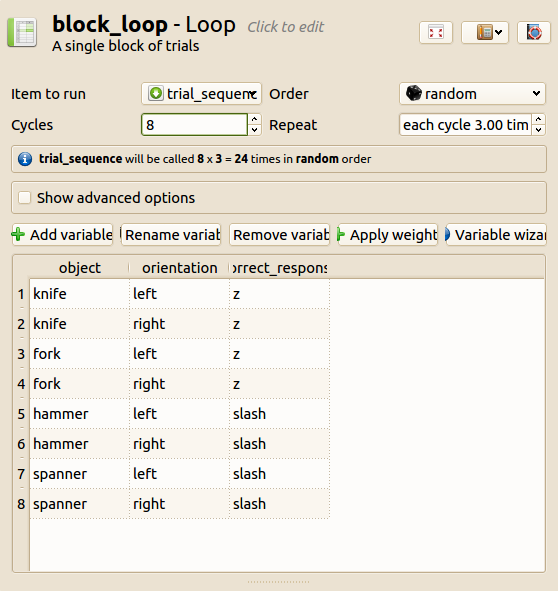 block_loop - Loop Click to edit
A single block of trials
Item to run trial_sequenc Order random
Cycles 8 Repeat each cycle 3.00 tim
trial_sequence will be called 8 x 3 = 24 times in random order
Show advanced options
Add variable Rename variab Remove variab Apply weight Variable wizar
object orientation orrect_respons
1 knife left z
2 knife right z
3 fork left z
4 fork right z
5 hammer left slash
6 hammer right slash
7 spanner left slash
8 spanner right slash